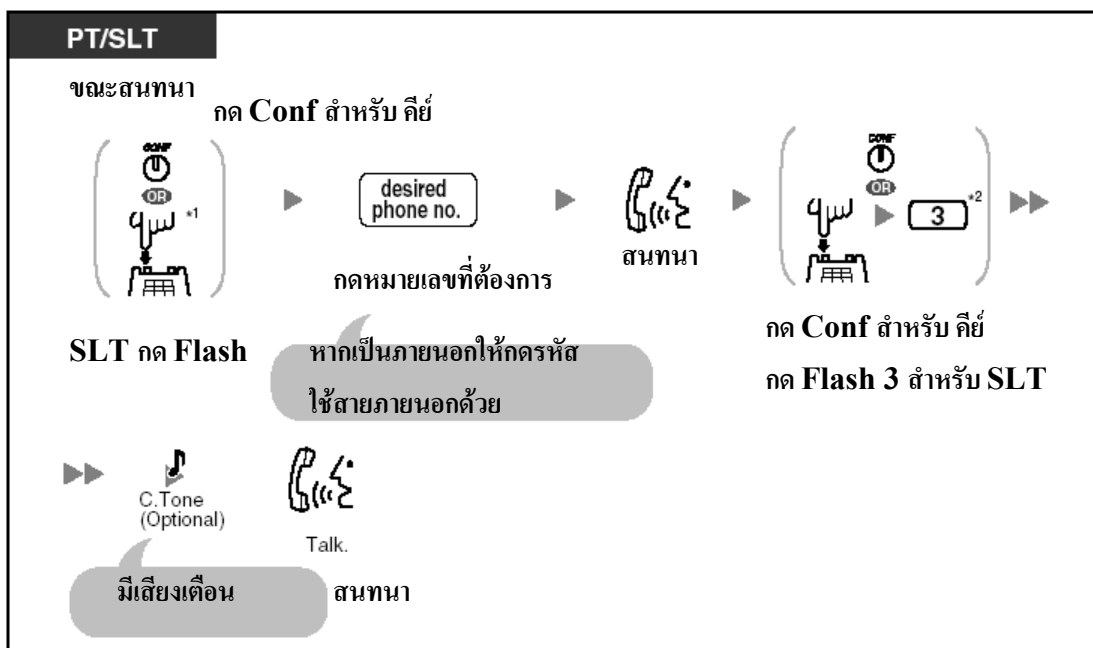 PT/SLT
ขณะสนทนา
กด Conf สำหรับ คีย์
CONF
OR
*1
desired
phone no.
CONF
OR
3
*2
สนทนา
กดหมายเลขที่ต้องการ
SLT กด Flash
หากเป็นภายนอกให้กดรหัส
ใช้สายภายนอกด้วย
กด Conf สำหรับ คีย์
กด Flash 3 สำหรับ SLT
C.Tone
(Optional)
Talk.
มีเสียงเตือน
สนทนา